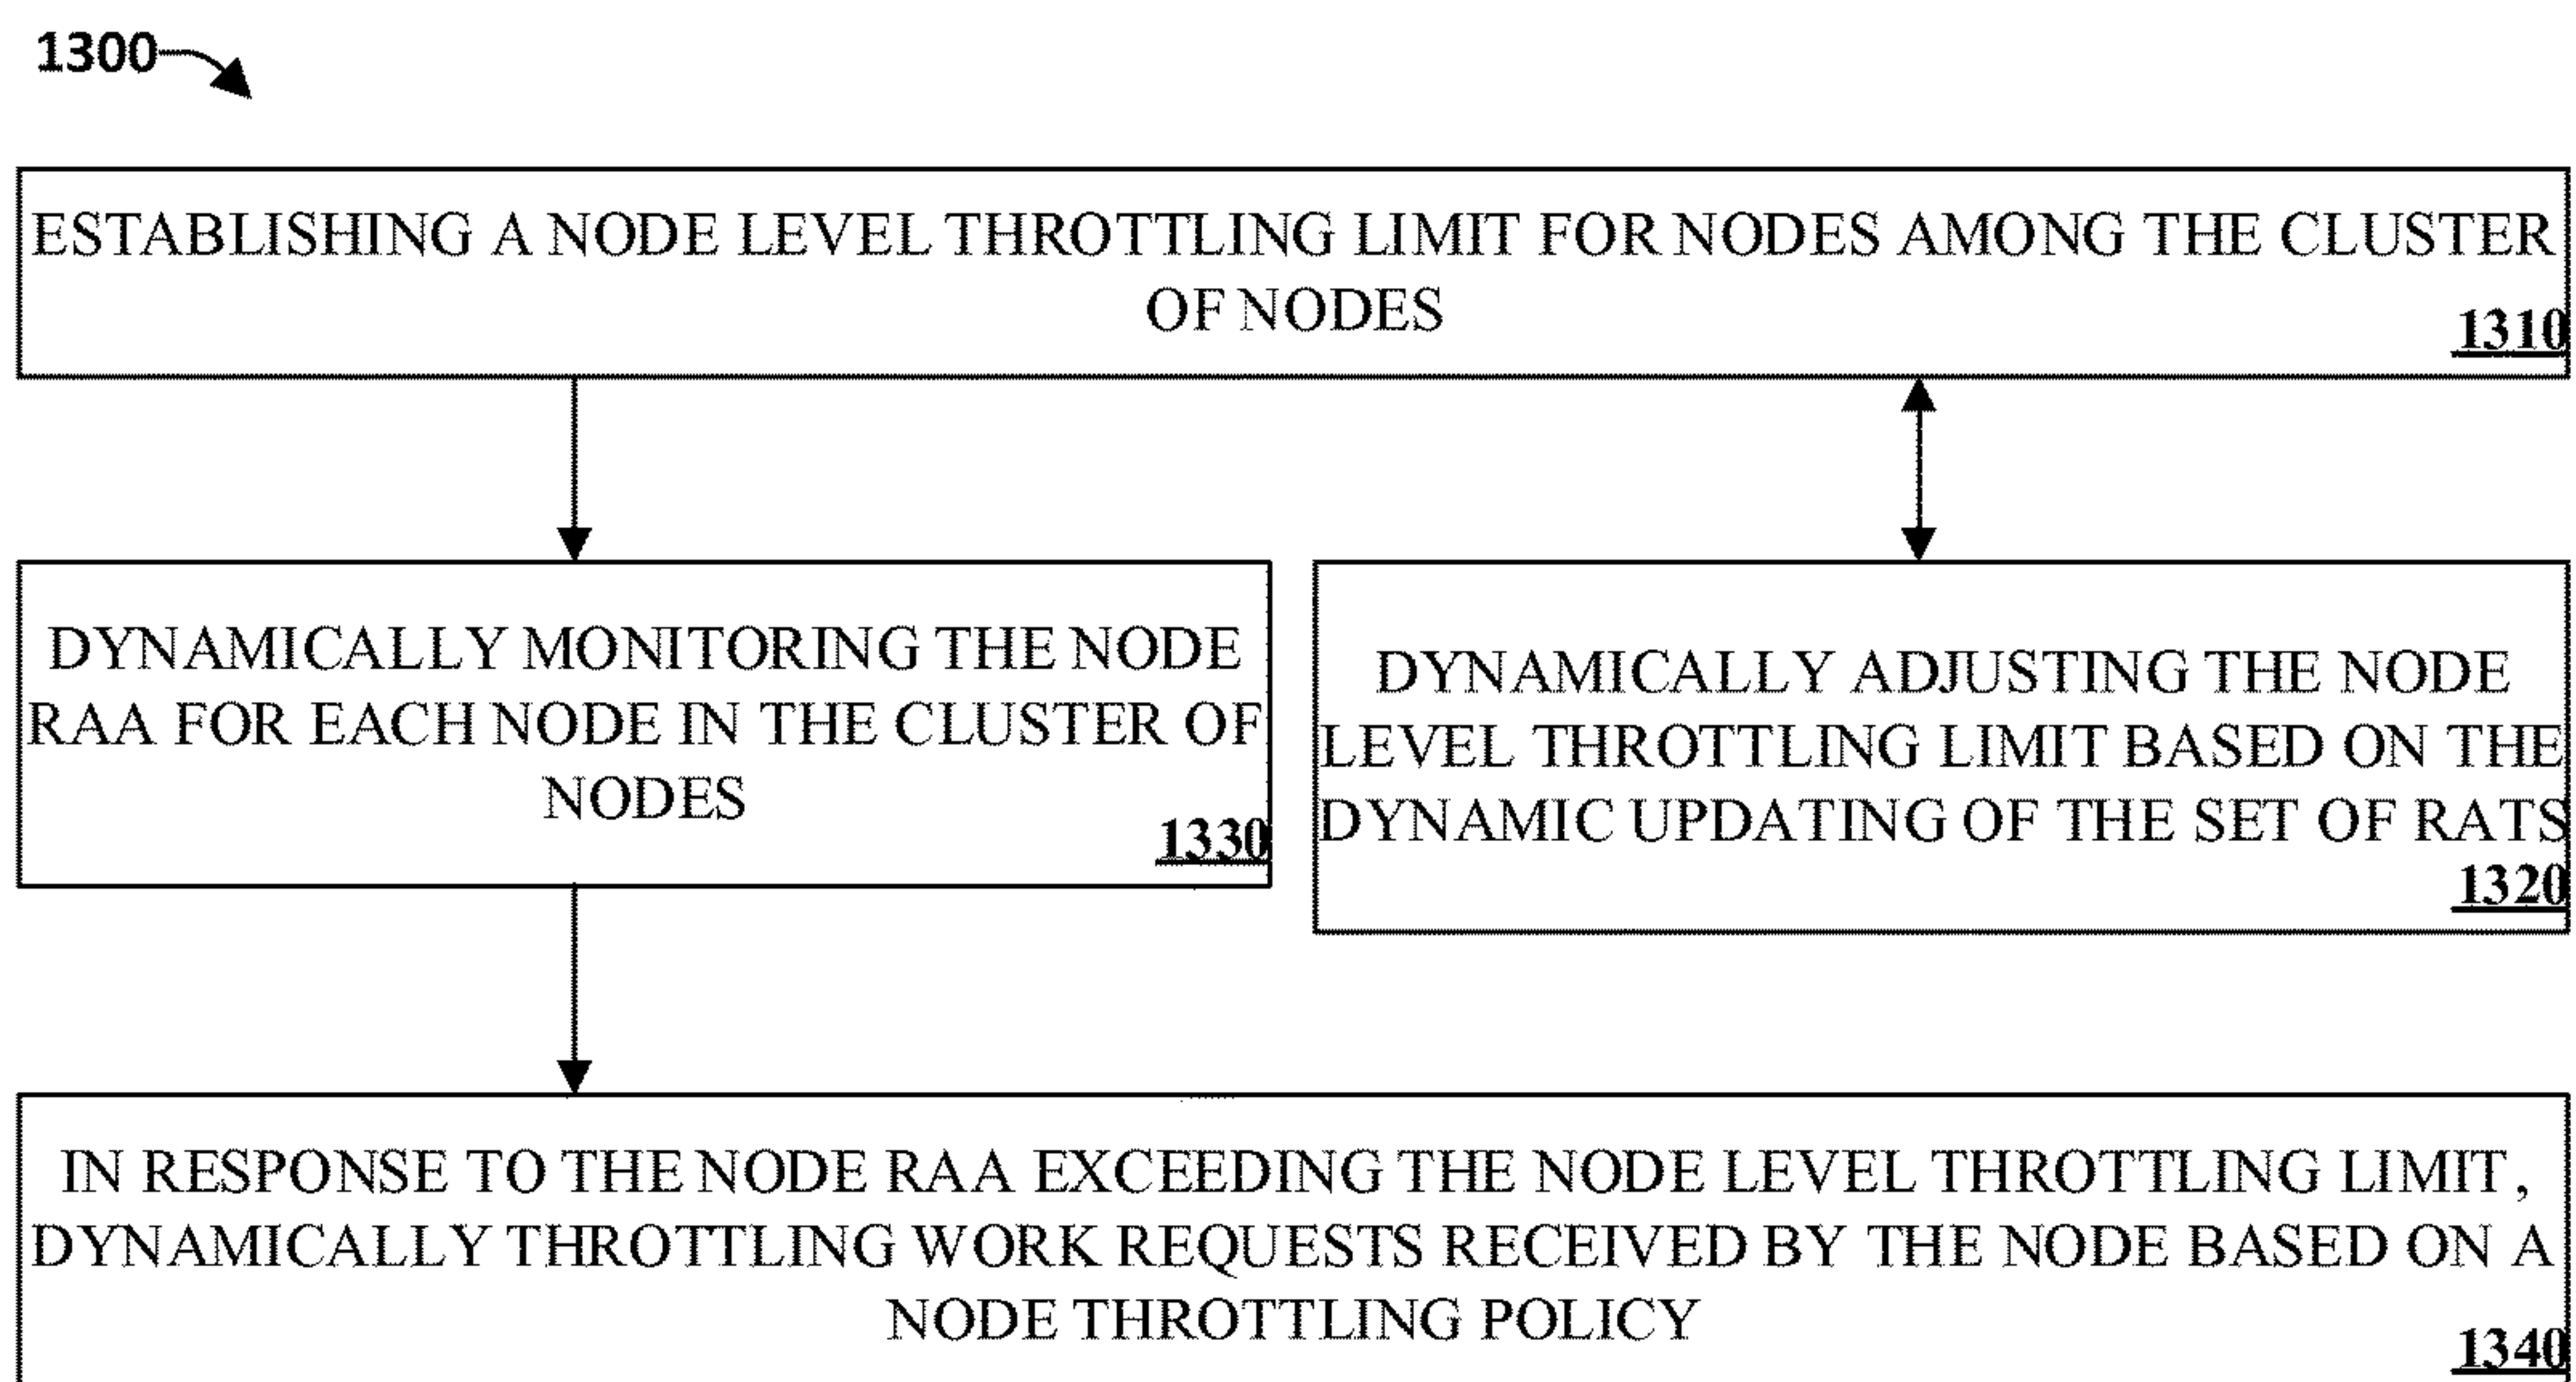 1300
ESTABLISHING A NODE LEVEL THROTTLING LIMIT FOR NODES AMONG THE CLUSTER
OF NODES
1310
DYNAMICALLY MONITORING THE NODE
RAA FOR EACH NODE IN THE CLUSTER OF
NODES
1330
DYNAMICALLY ADJUSTING THE NODE
LEVEL THROTTLING LIMIT BASED ON THE
DYNAMIC UPDATING OF THE SET OF RATS
1320
IN RESPONSE TO THE NODE RAA EXCEEDING THE NODE LEVEL THROTTLING LIMIT,
DYNAMICALLY THROTTLING WORK REQUESTS RECEIVED BY THE NODE BASED ON A
NODE THROTTLING POLICY
1340